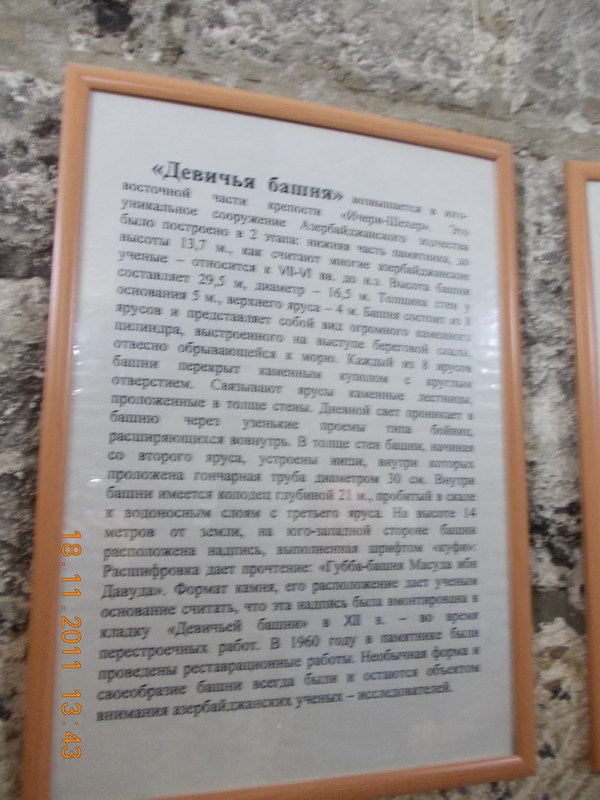 «Девичья башня» возвышается в юго-
восточной части крепости «Ичери-Шехер». Это
уникальное сооружение Азербайджанского зодчества
было построено в 2 этапа: нижняя часть памятника, до
высоты 13,7 м., как считают многие азербайджанские
ученые – относится к VII-VI вв. до н.э. Высота башни
составляет 29,5 м, диаметр – 16,5 м. Толщина стен у
основания 5 м., верхнего яруса – 4 м. Башня состоит из 8
ярусов и представляет собой вид огромного каменного
цилиндра, выстроенного на выступе береговой скалы,
отвесно обрывающейся к морю. Каждый из 8 ярусов
башни перекрыт каменным куполом с круглым
отверстием. Связывают ярусы каменные лестницы,
проложенные в толще стены. Дневной свет проникает в
башню через узенькие проемы типа бойниц,
расширяющихся вовнутрь. В толще стен башни, начиная
со второго яруса, устроены ниши, внутри которых
проложена гончарная труба диаметром 30 см. Внутри
башни имеется колодец глубиной 21 м., пробитый в скале
к водоносным слоям с третьего яруса. На высоте 14
метров от земли, на юго-западной стороне башни
расположена надпись, выполненная шрифтом «куфи»:
Расшифровка дает прочтение: «Губба-башня Масуда ибн
Давуда». Формат камня, его расположение дает ученым
основание считать, что эта надпись была вмонтирована в
кладку «Девичьей башни» в XII в. – во время
перестроечных работ. В 1960 году в памятнике были
проведены реставрационные работы. Необычная форма и
своеобразие башни всегда были и остаются объектом
внимания азербайджанских ученых – исследователей.
18.11.2011 13:43